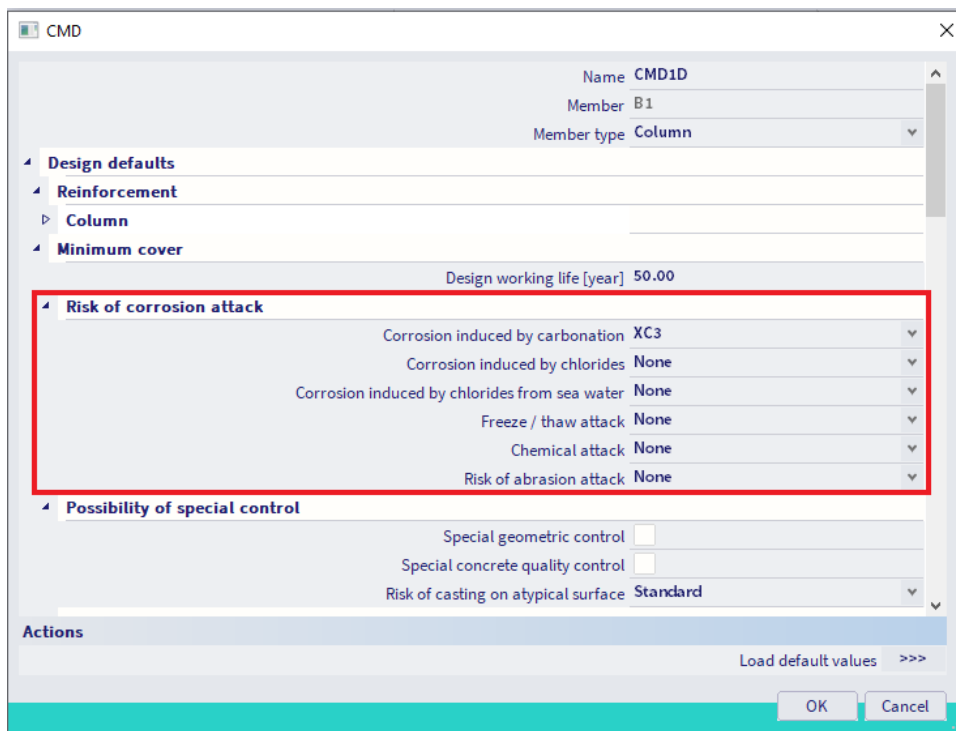 CMD
Name CMD1D
Member B1
Member type Column
Design defaults
Reinforcement
Column
Minimum cover
Design working life [year] 50.00
Risk of corrosion attack
Corrosion induced by carbonation XC3
Corrosion induced by chlorides None
Corrosion induced by chlorides from sea water None
Freeze / thaw attack None
Chemical attack None
Risk of abrasion attack None
Possibility of special control
Special geometric control
Special concrete quality control
Risk of casting on atypical surface Standard
Actions
Load default values >>>
OK Cancel